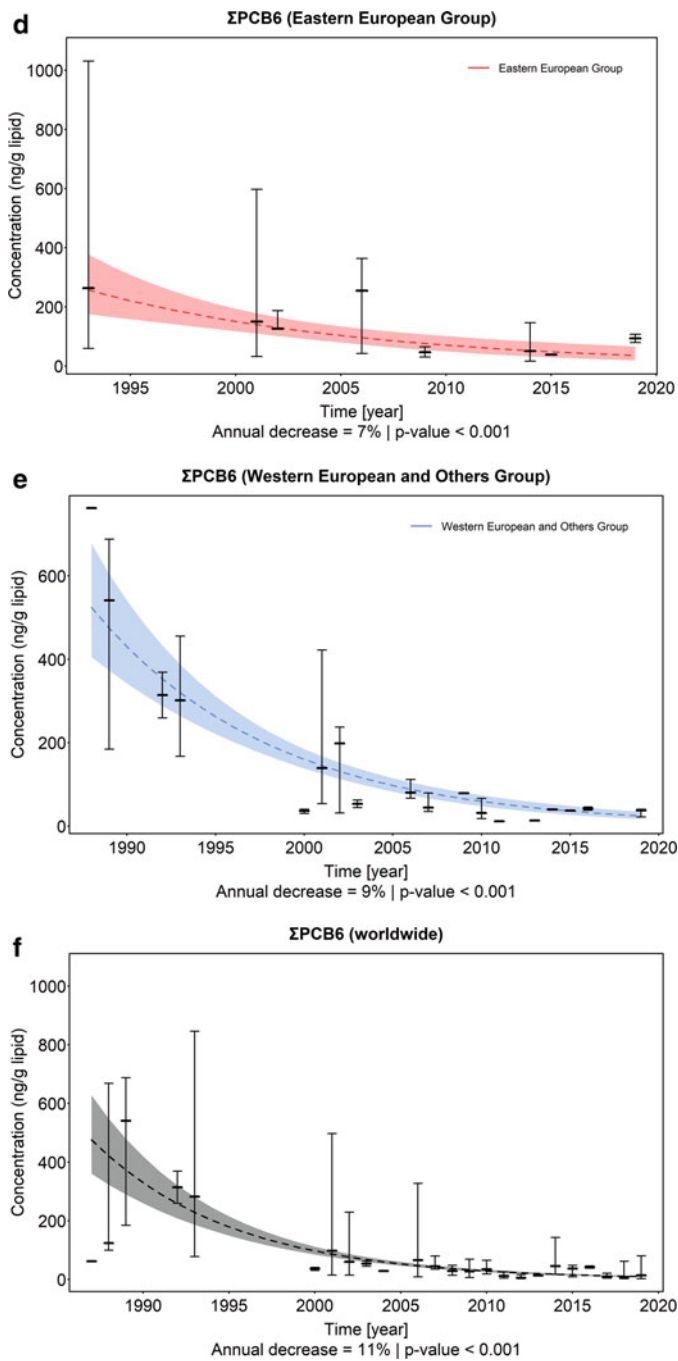 d
ΣPCB6 (Eastern European Group)
Concentration (ng/g lipid)
1000
800
600
400
200
0
Eastern European Group
1995
2000
2005
2010
2015
2020
Time [year]
Annual decrease = 7% | p-value < 0.001
e
ΣPCB6 (Western European and Others Group)
Concentration (ng/g lipid)
600
400
200
0
Western European and Others Group
1990
1995
2000
2005
2010
2015
2020
Time [year]
Annual decrease = 9% | p-value < 0.001
f
ΣPCB6 (worldwide)
Concentration (ng/g lipid)
1000
800
600
400
200
0
1990
1995
2000
2005
2010
2015
2020
Time [year]
Annual decrease = 11% | p-value < 0.001